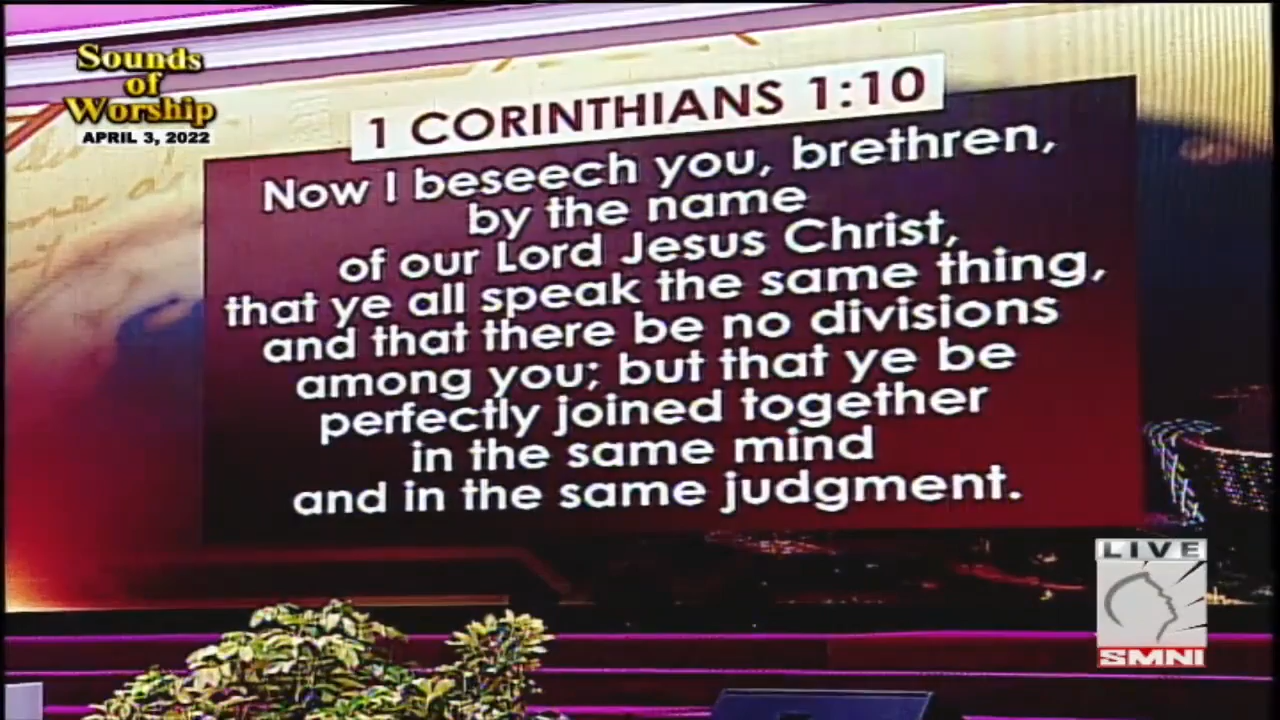 Sounds
of
Worship
APRIL 3, 2022
1 CORINTHIANS 1:10
Now I beseech you, brethren,
by the name
of our Lord Jesus Christ,
that ye all speak the same thing,
and that there be no divisions
among you; but that ye be
perfectly joined together
in the same mind
and in the same judgment.
LIVE
SMNI